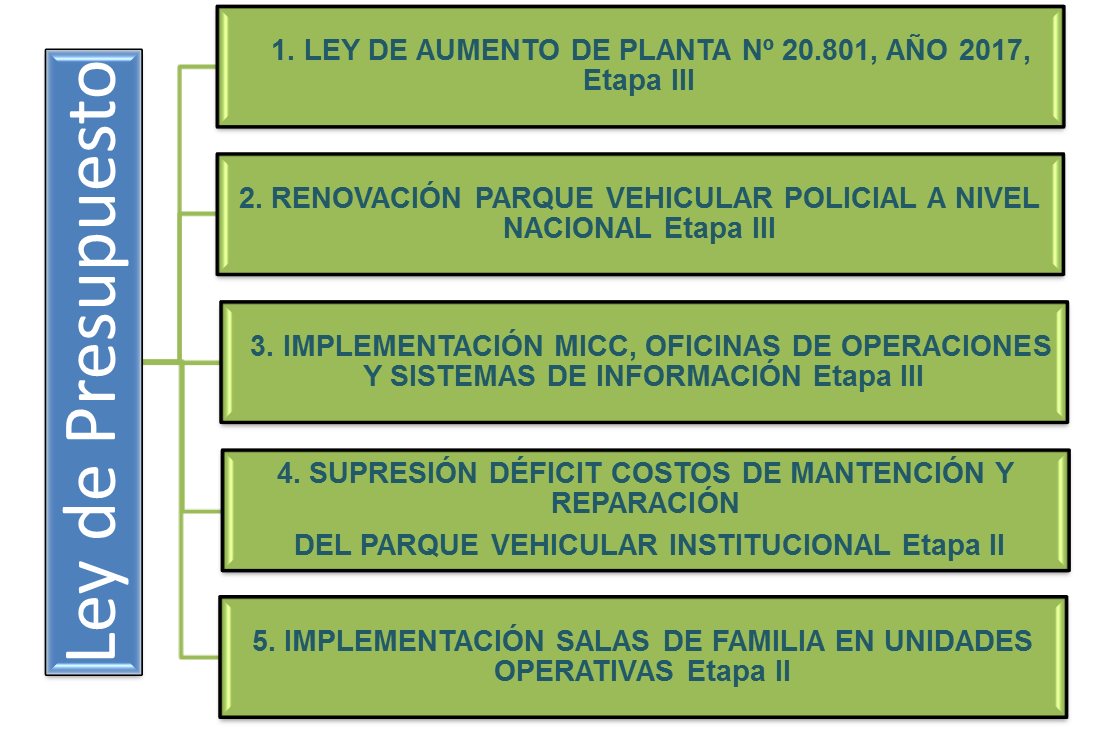 Ley de Presupuesto
1. LEY DE AUMENTO DE PLANTA Nº 20.801, AÑO 2017,
Etapa III
2. RENOVACIÓN PARQUE VEHICULAR POLICIAL A NIVEL
NACIONAL Etapa III
3. IMPLEMENTACIÓN MICC, OFICINAS DE OPERACIONES
Y SISTEMAS DE INFORMACIÓN Etapa III
4. SUPRESIÓN DÉFICIT COSTOS DE MANTENCIÓN Y
REPARACIÓN
DEL PARQUE VEHICULAR INSTITUCIONAL Etapa II
5. IMPLEMENTACIÓN SALAS DE FAMILIA EN UNIDADES
OPERATIVAS Etapa II